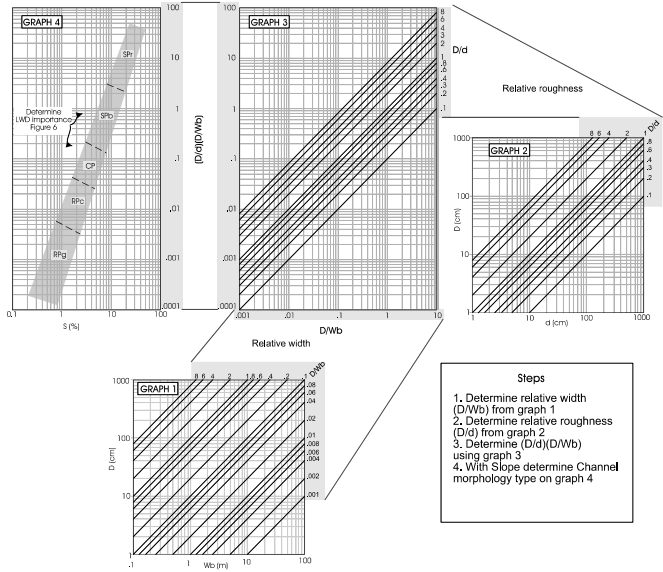 GRAPH 4
100
10
1
.1
.01
.001
.0001
0.1
1
10
100
S (%)
SPr
SPb
CP
RPc
RPg
Determine
LWD importance
Figure 6
(D/d)(D/Wb)
GRAPH 3
100
10
1
.1
.01
.001
.0001
.001
.01
.1
1
10
D/Wb
8
6
4
2
1
.8
.6
.4
.3
.2
.1
D/d
Relative roughness
GRAPH 2
1000
100
10
1
D (cm)
1
10
100
1000
d (cm)
8 6 4 2 1
D/d
.8
.6
.4
.3
.2
.1
Relative width
GRAPH 1
1000
100
10
1
D (cm)
.1
1
10
100
Wb (m)
8 6 4 2 1 .8 .6 .4 .2 .1
D/Wb
.08
.06
.04
.02
.01
.008
.006
.004
.002
.001
Steps
1. Determine relative width
(D/Wb) from graph 1
2. Determine relative roughness
(D/d) from graph 2
3. Determine (D/d)(D/Wb)
using graph 3
4. With Slope determine Channel
morphology type on graph 4